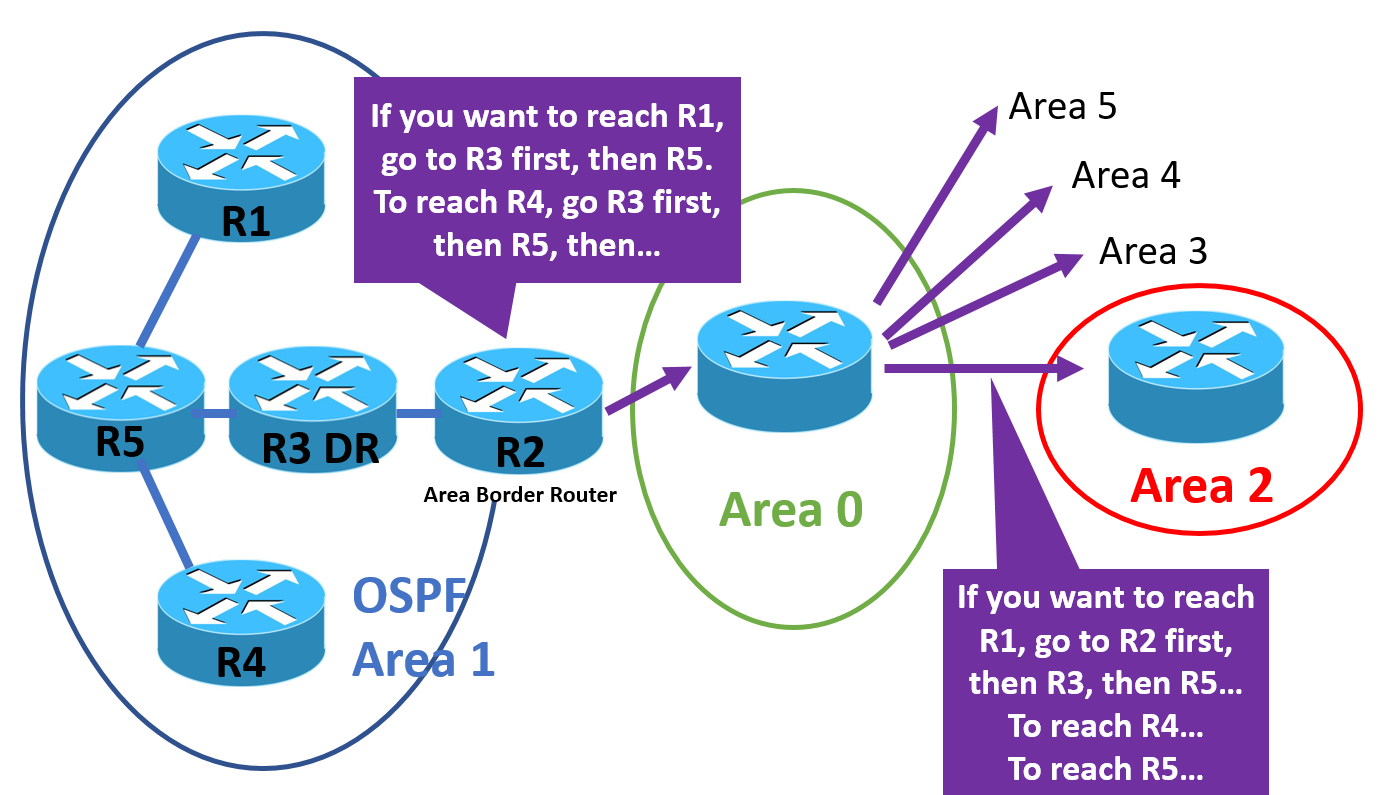 If you want to reach R1,
go to R3 first, then R5.
To reach R4, go R3 first,
then R5, then...
R1
R5
R3 DR
R2
Area Border Router
R4
OSPF
Area 1
Area 0
Area 5
Area 4
Area 3
Area 2
If you want to reach
R1, go to R2 first,
then R3, then R5...
To reach R4...
To reach R5...